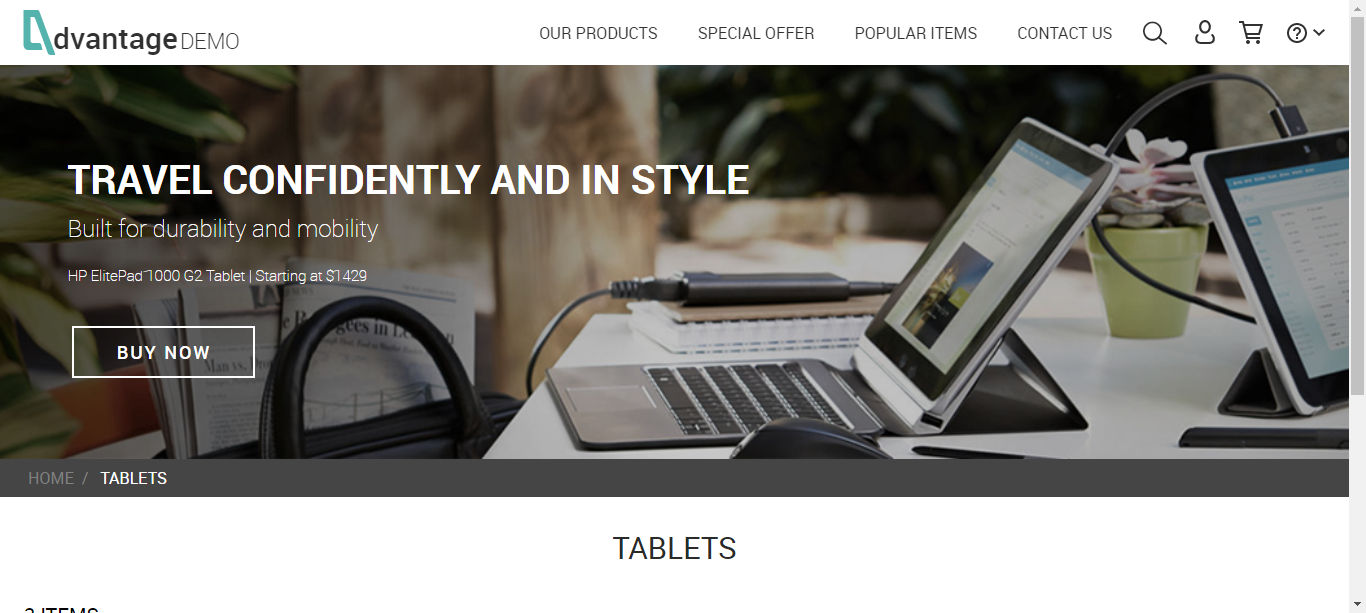 dvantage DEMO
OUR PRODUCTS
SPECIAL OFFER
POPULAR ITEMS
CONTACT US
TRAVEL CONFIDENTLY AND IN STYLE
Built for durability and mobility
HP ElitePad 1000 G2 Tablet | Starting at $1429
BUY NOW
HOME / TABLETS
TABLETS
3 ITEMS